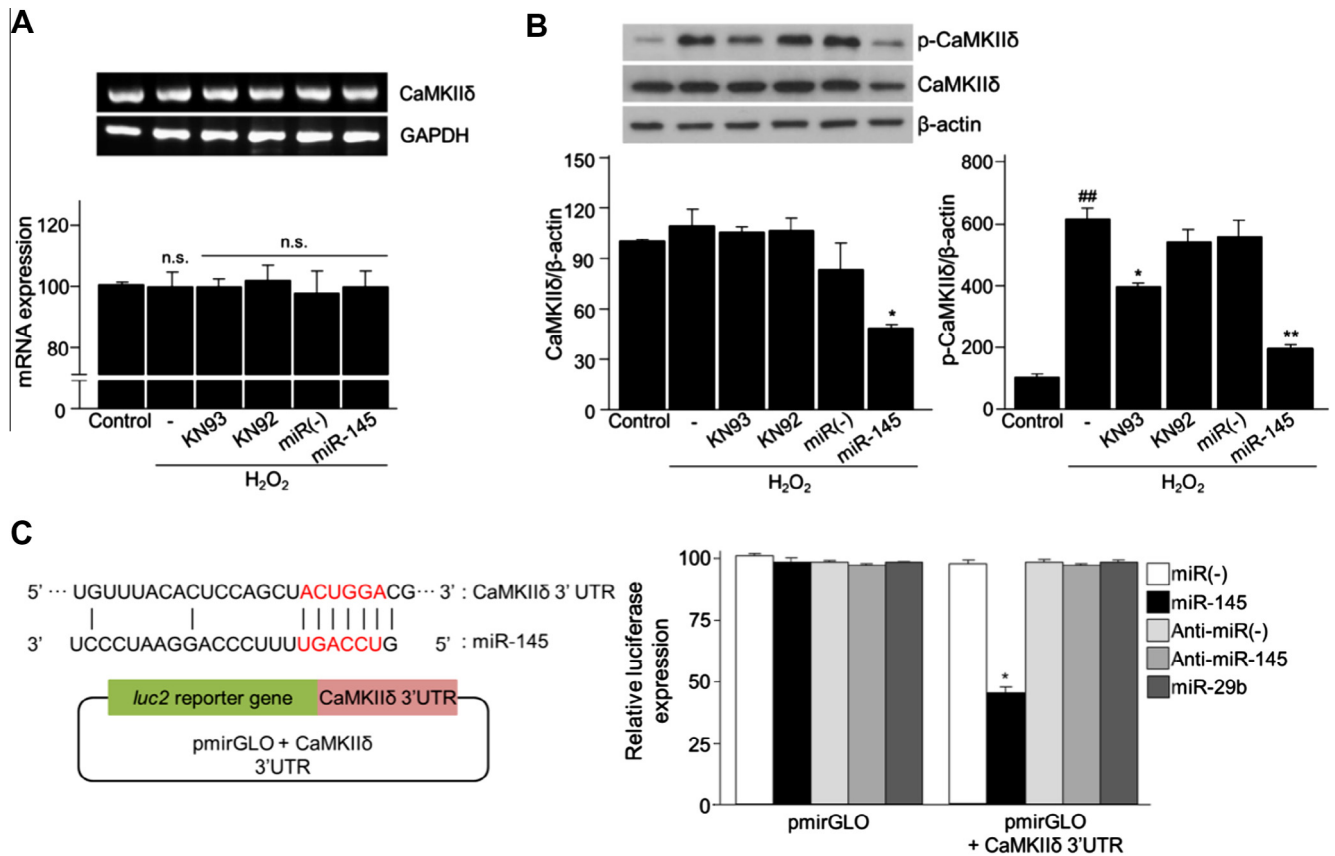 A
CaMKIIδ
GAPDH
mRNA expression
120
100
80
0
n.s.
n.s.
Control
-
KN93
KN92
miR(-)
miR-145
H₂O₂
B
p-CaMKIIδ
CaMKIIδ
β-actin
CaMKIIδ/β-actin
150
120
90
60
30
0
*
Control
-
KN93
KN92
miR(-)
miR-145
H₂O₂
p-CaMKIIδ/β-actin
800
600
400
200
0
##
*
**
Control
-
KN93
KN92
miR(-)
miR-145
H₂O₂
C
5’ ··· UGUUUACACUCCAGCUACUGGACG··· 3’ : CaMKIIδ 3’ UTR
3’ UCCCUAAGGACCCUUUUGACCUG 5’ : miR-145
luc2 reporter gene CaMKIIδ 3’UTR
pmirGLO + CaMKIIδ
3’UTR
Relative luciferase
expression
100
75
50
25
0
*
pmirGLO
pmirGLO
+ CaMKIIδ 3’UTR
miR(-)
miR-145
Anti-miR(-)
Anti-miR-145
miR-29b